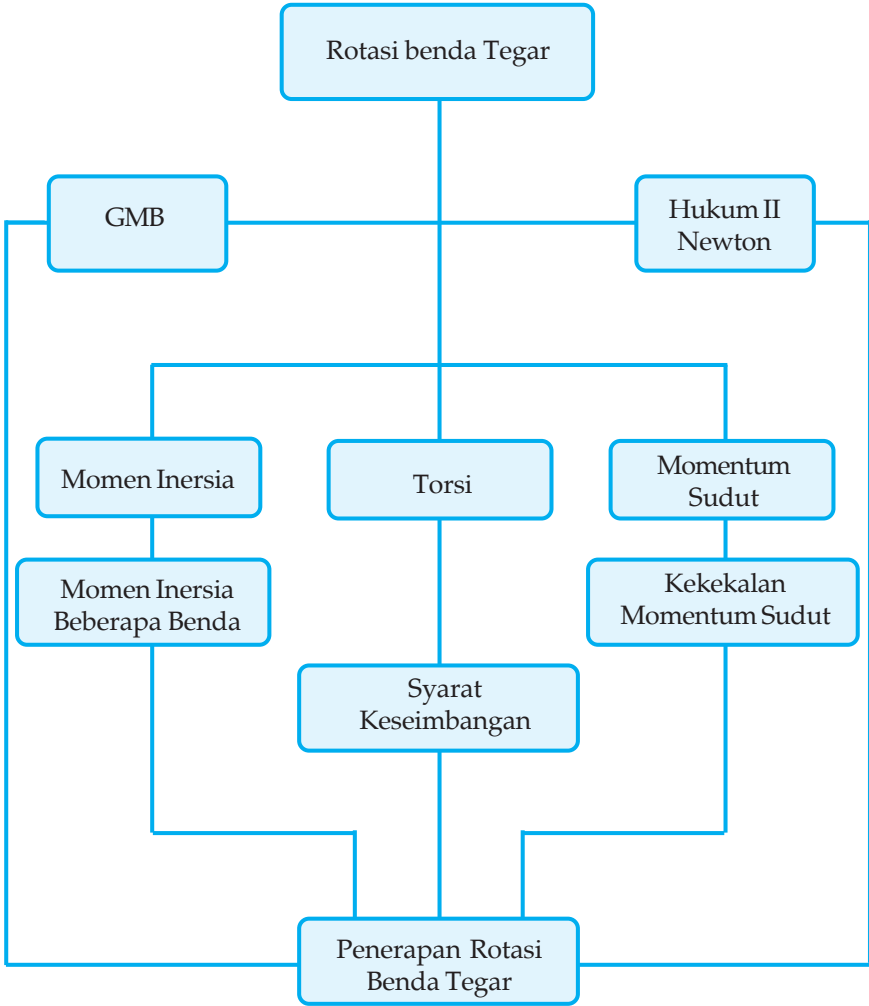 Rotasi benda Tegar
GMB
Hukum II
Newton
Momen Inersia
Torsi
Momentum
Sudut
Momen Inersia
Beberapa Benda
Kekekalan
Momentum Sudut
Syarat
Keseimbangan
Penerapan Rotasi
Benda Tegar